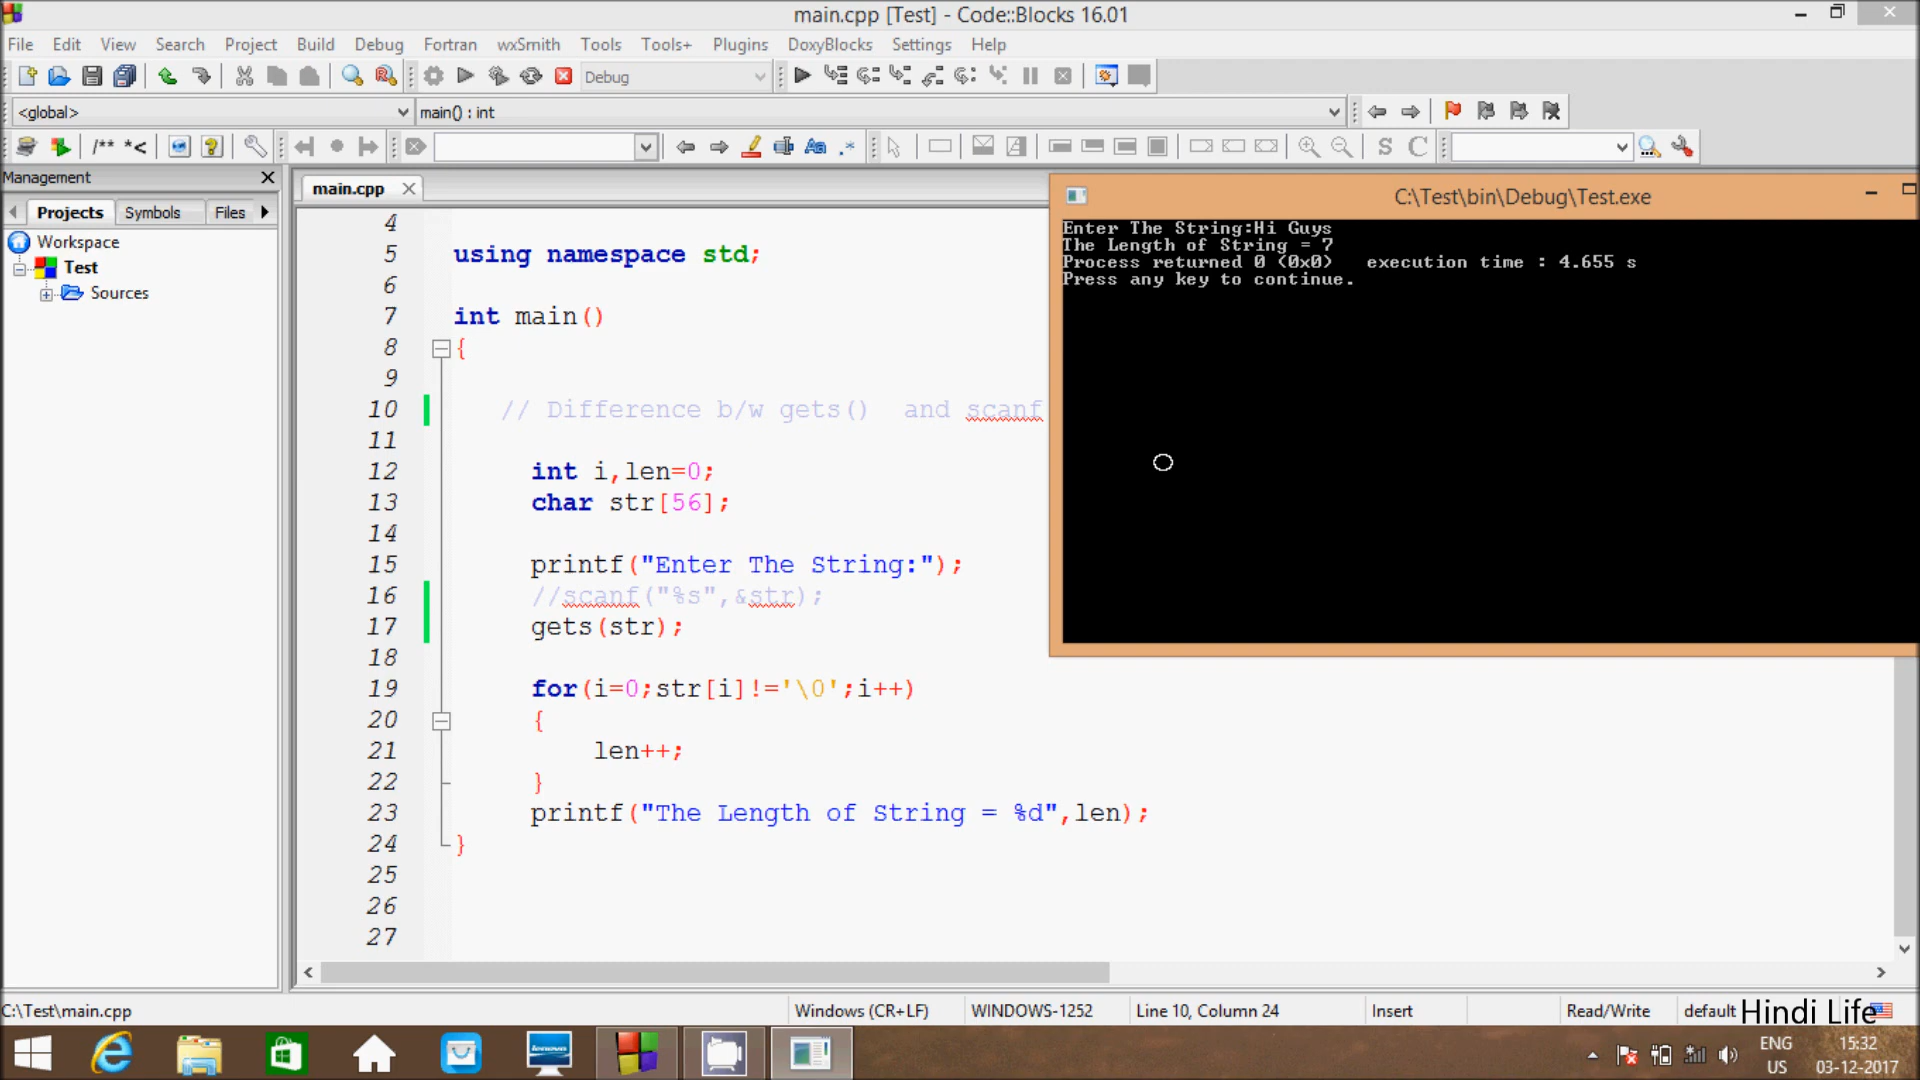 main.cpp [Test] - Code::Blocks 16.01
File Edit View Search Project Build Debug Fortran wxSmith Tools Tools+ Plugins DoxyBlocks Settings Help
Debug
<global> main() : int
/** *<
S C
Management
Projects Symbols Files
Workspace
Test
Sources
main.cpp
4
5 using namespace std;
6
7 int main()
8 {
9
10 // Difference b/w gets() and scanf
11
12 int i,len=0;
13 char str[56];
14
15 printf("Enter The String:");
16 //scanf("%s",&str);
17 gets(str);
18
19 for(i=0;str[i]!='\0';i++)
20 {
21 len++;
22 }
23 printf("The Length of String = %d",len);
24 }
25
26
27
C:\Test\bin\Debug\Test.exe
Enter The String:Hi Guys
The Length of String = 7
Process returned 0 (0x0) execution time : 4.655 s
Press any key to continue.
C:\Test\main.cpp Windows (CR+LF) WINDOWS-1252 Line 10, Column 24 Insert Read/Write default
Hindi Life
ENG 15:32
US 03-12-2017